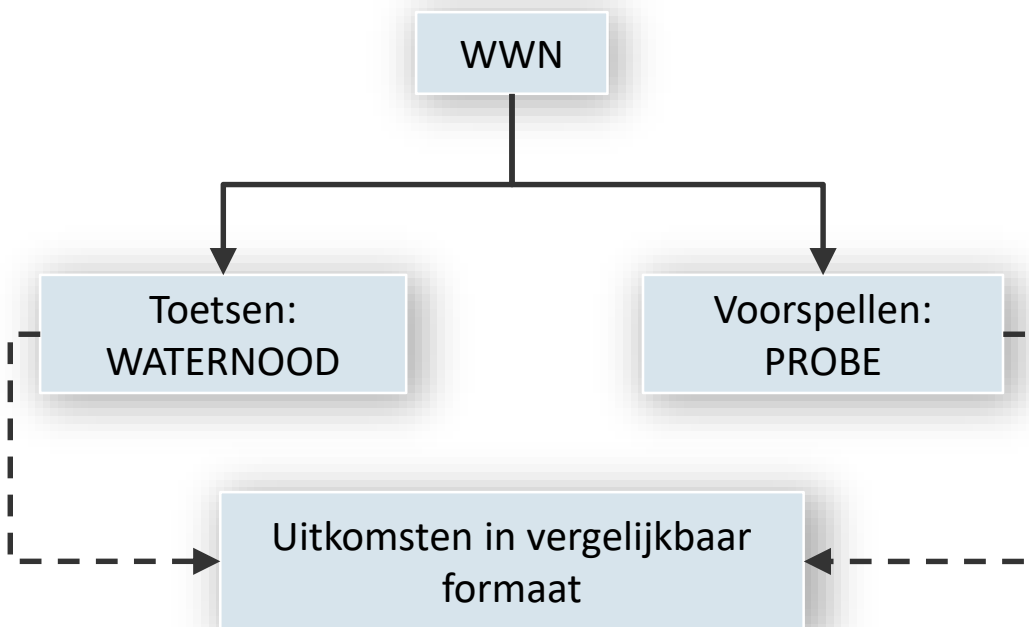 WWN
Toetsen:
WATERNOOD
Voorspellen:
PROBE
Uitkomsten in vergelijkbaar
formaat